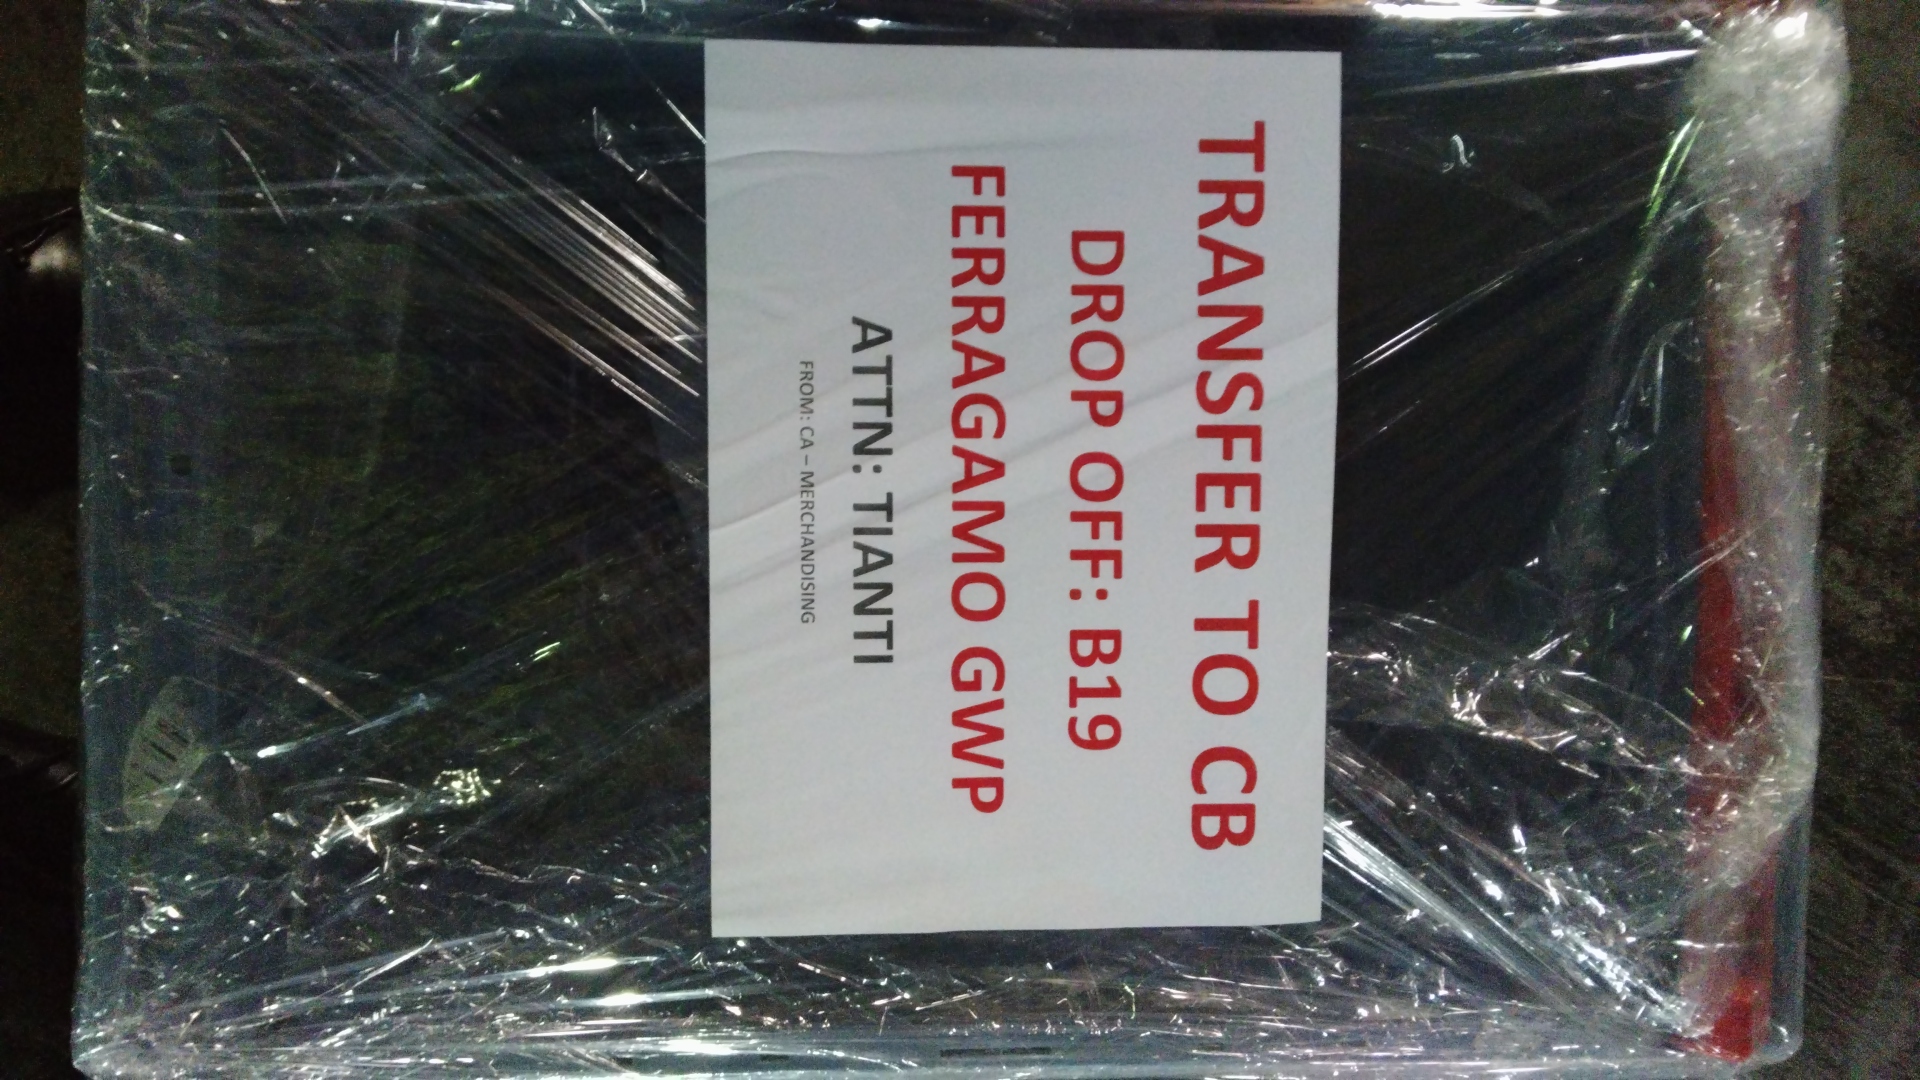 TRANSFER TO CB
DROP OFF: B19
FERRAGAMO GWP
ATTN: TIANTI
FROM: CA – MERCHANDISING